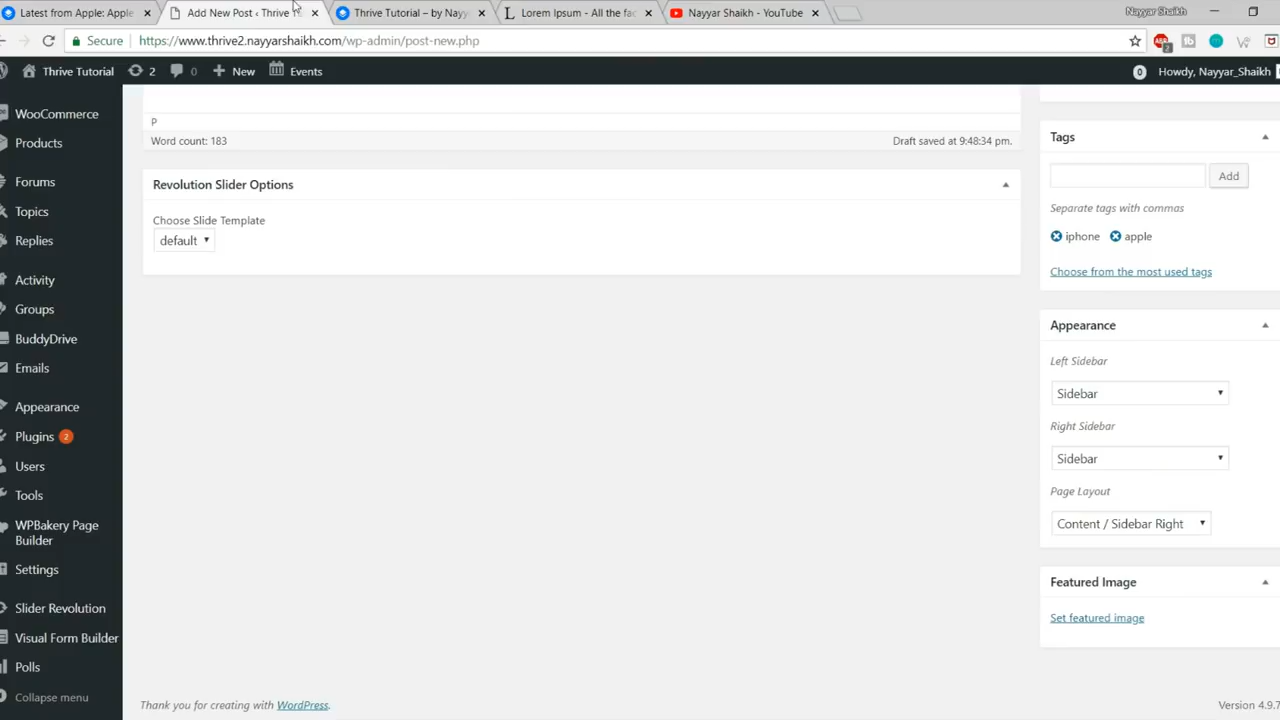 Latest from Apple: Apple
Add New Post ‹ Thrive
Thrive Tutorial – by Nayy
Lorem Ipsum - All the fac
Nayyar Shaikh - YouTube
Nayyar Shaikh
Secure https://www.thrive2.nayyarshaikh.com/wp-admin/post-new.php
2
Thrive Tutorial 2 0 New Events
0 Howdy, Nayyar_Shaikh
WooCommerce
Products
Forums
Topics
Replies
Activity
Groups
BuddyDrive
Emails
Appearance
Plugins 2
Users
Tools
WPBakery Page
Builder
Settings
Slider Revolution
Visual Form Builder
Polls
Collapse menu
P
Word count: 183 Draft saved at 9:48:34 pm.
Revolution Slider Options
Choose Slide Template
default
Tags
Add
Separate tags with commas
iphone apple
Choose from the most used tags
Appearance
Left Sidebar
Sidebar
Right Sidebar
Sidebar
Page Layout
Content / Sidebar Right
Featured Image
Set featured image
Thank you for creating with WordPress.
Version 4.9.7